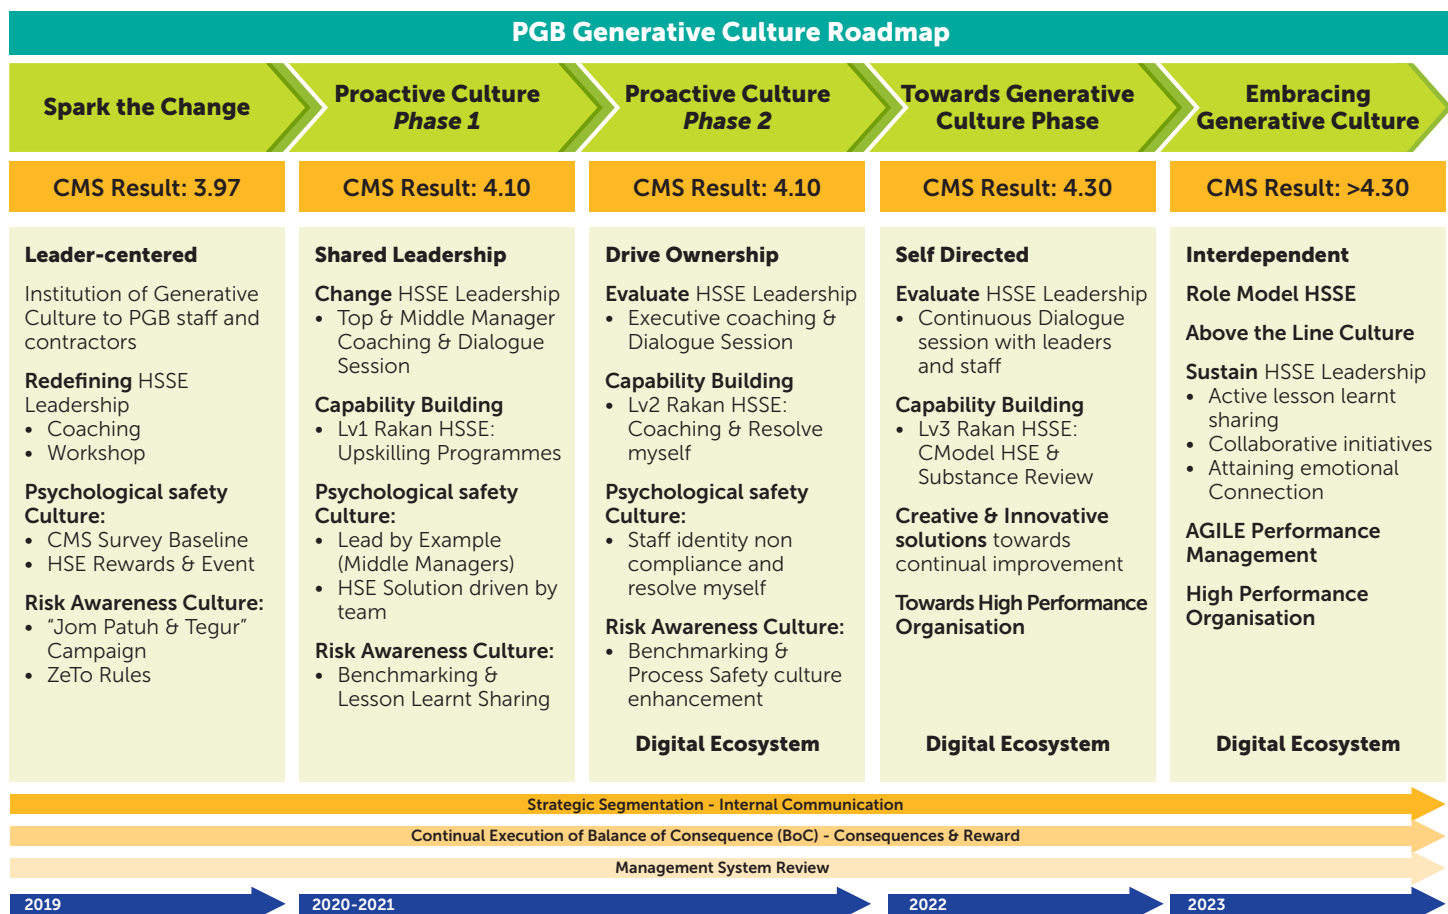 PGB Generative Culture Roadmap
Spark the Change
Proactive Culture
Phase 1
Proactive Culture
Phase 2
Towards Generative
Culture Phase
Embracing
Generative Culture
CMS Result: 3.97
CMS Result: 4.10
CMS Result: 4.10
CMS Result: 4.30
CMS Result: >4.30
Leader-centered
Institution of Generative
Culture to PGB staff and
contractors
Redefining HSSE
Leadership
• Coaching
• Workshop
Psychological safety
Culture:
• CMS Survey Baseline
• HSE Rewards & Event
Risk Awareness Culture:
• “Jom Patuh & Tegur”
Campaign
• ZeTo Rules
Shared Leadership
Change HSSE Leadership
• Top & Middle Manager
Coaching & Dialogue
Session
Capability Building
• Lv1 Rakan HSSE:
Upskilling Programmes
Psychological safety
Culture:
• Lead by Example
(Middle Managers)
• HSE Solution driven by
team
Risk Awareness Culture:
• Benchmarking &
Lesson Learnt Sharing
Drive Ownership
Evaluate HSSE Leadership
• Executive coaching &
Dialogue Session
Capability Building
• Lv2 Rakan HSSE:
Coaching & Resolve
myself
Psychological safety
Culture:
• Staff identity non
compliance and
resolve myself
Risk Awareness Culture:
• Benchmarking &
Process Safety culture
enhancement
Digital Ecosystem
Self Directed
Evaluate HSSE Leadership
• Continuous Dialogue
session with leaders
and staff
Capability Building
• Lv3 Rakan HSSE:
CModel HSE &
Substance Review
Creative & Innovative
solutions towards
continual improvement
Towards High Performance
Organisation
Digital Ecosystem
Interdependent
Role Model HSSE
Above the Line Culture
Sustain HSSE Leadership
• Active lesson learnt
sharing
• Collaborative initiatives
• Attaining emotional
Connection
AGILE Performance
Management
High Performance
Organisation
Digital Ecosystem
Strategic Segmentation - Internal Communication
Continual Execution of Balance of Consequence (BoC) - Consequences & Reward
Management System Review
2019
2020-2021
2022
2023